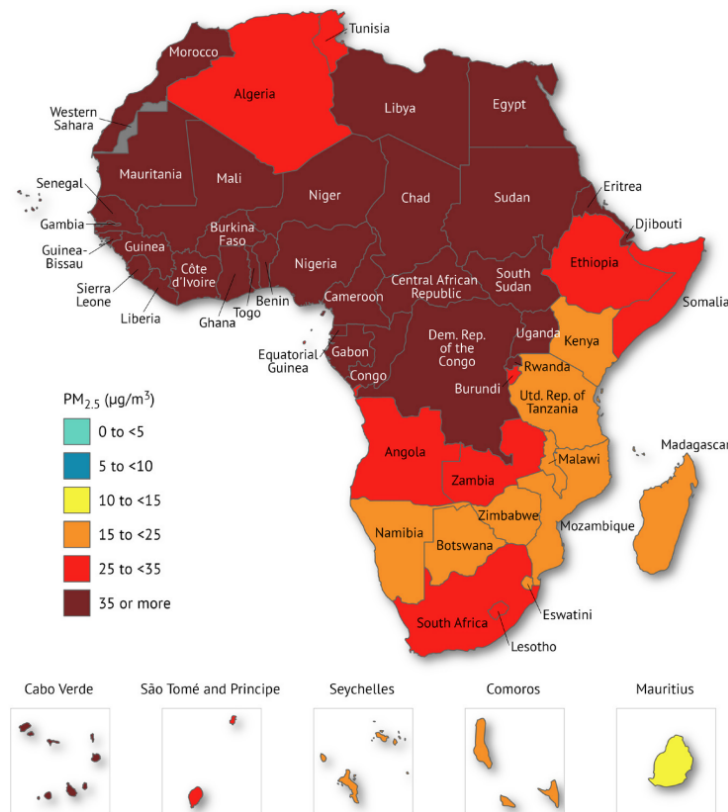 Tunisia
Morocco
Algeria
Libya
Egypt
Western
Sahara
Mauritania
Mali
Niger
Chad
Sudan
Eritrea
Senegal
Gambia
Guinea-
Bissau
Guinea
Burkina
Faso
Djibouti
Sierra
Leone
Côte
d'Ivoire
Nigeria
Ethiopia
Liberia
Ghana
Togo
Benin
Cameroon
Central African
Republic
South
Sudan
Somalia
Equatorial
Guinea
Gabon
Congo
Dem. Rep.
of the
Congo
Uganda
Kenya
Rwanda
Burundi
Utd. Rep. of
Tanzania
PM2.5 (µg/m³)
0 to <5
5 to <10
10 to <15
15 to <25
25 to <35
35 or more
Angola
Zambia
Malawi
Madagascar
Namibia
Zimbabwe
Botswana
Mozambique
South Africa
Eswatini
Lesotho
Cabo Verde
São Tomé and Principe
Seychelles
Comoros
Mauritius